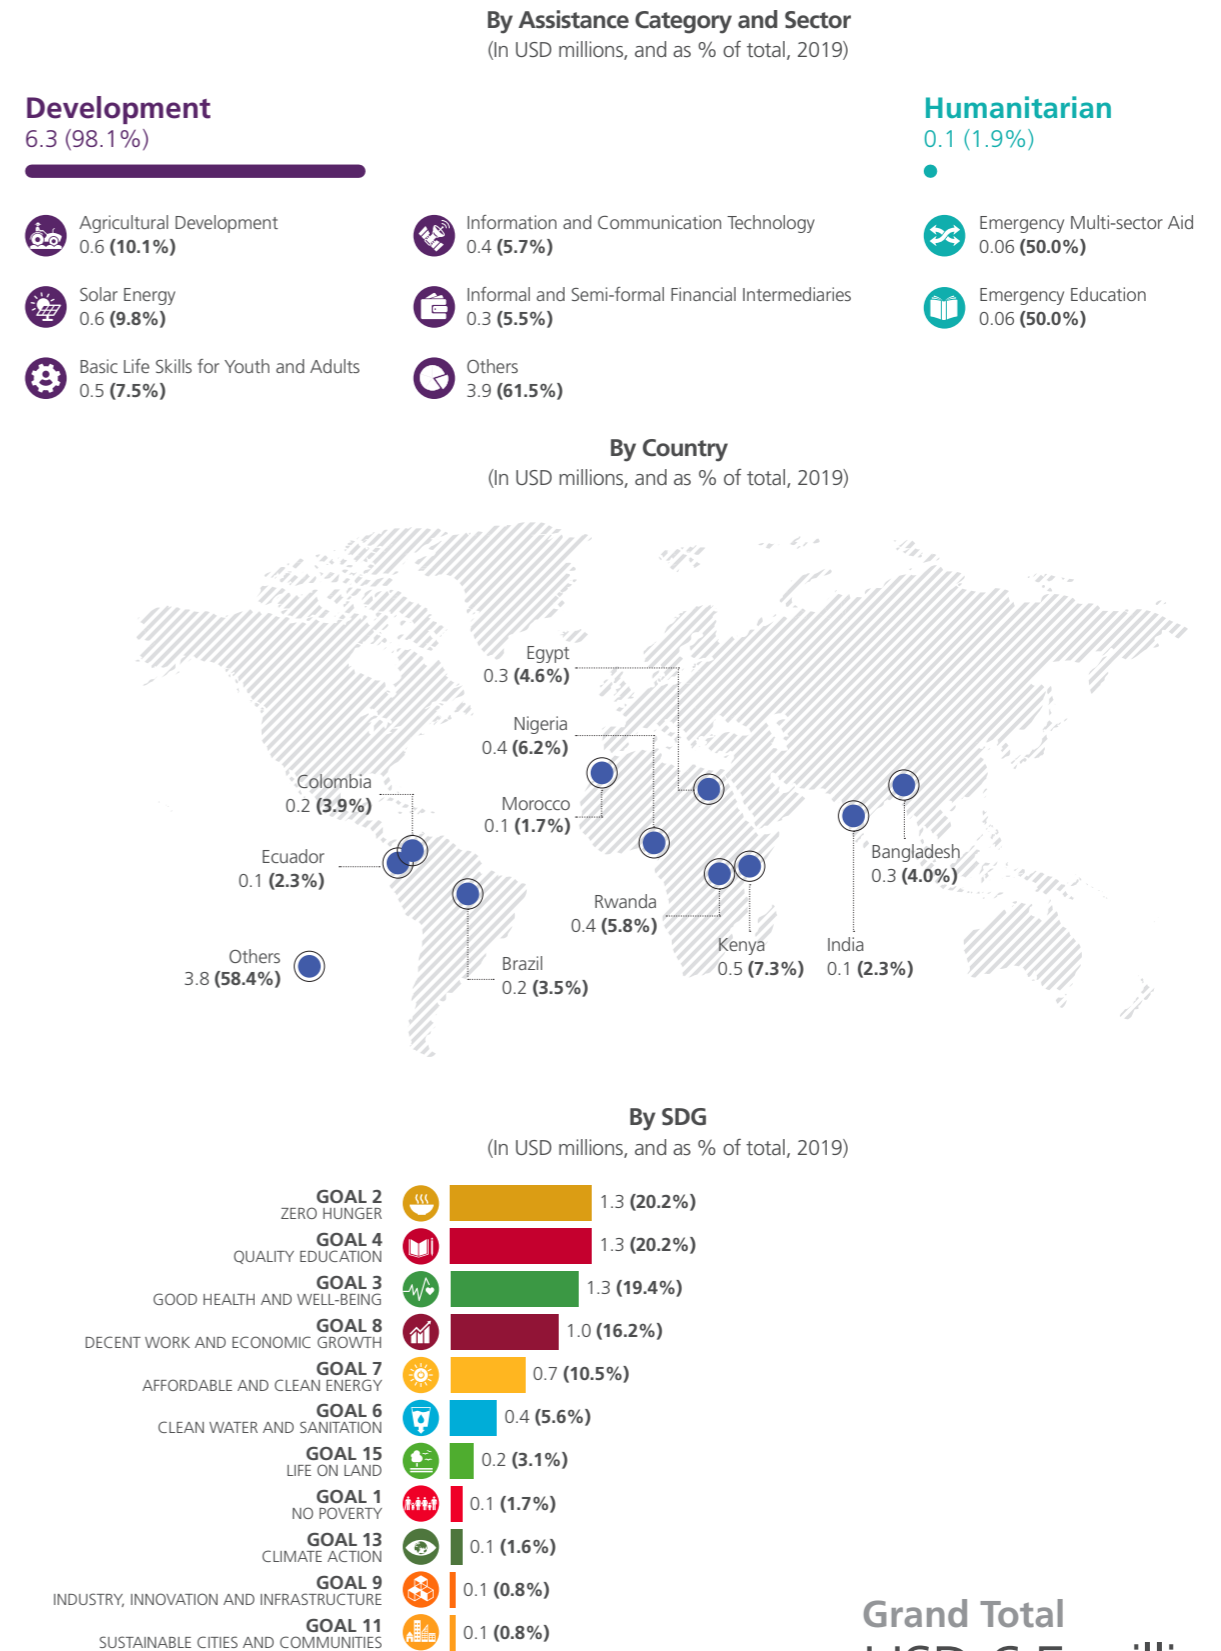 By Assistance Category and Sector
(In USD millions, and as % of total, 2019)
Development
6.3 (98.1%)
Humanitarian
0.1 (1.9%)
Agricultural Development
0.6 (10.1%)
Solar Energy
0.6 (9.8%)
Basic Life Skills for Youth and Adults
0.5 (7.5%)
Information and Communication Technology
0.4 (5.7%)
Informal and Semi-formal Financial Intermediaries
0.3 (5.5%)
Others
3.9 (61.5%)
Emergency Multi-sector Aid
0.06 (50.0%)
Emergency Education
0.06 (50.0%)
By Country
(In USD millions, and as % of total, 2019)
Egypt
0.3 (4.6%)
Nigeria
0.4 (6.2%)
Colombia
0.2 (3.9%)
Morocco
0.1 (1.7%)
Ecuador
0.1 (2.3%)
Bangladesh
0.3 (4.0%)
Rwanda
0.4 (5.8%)
Kenya
0.5 (7.3%)
India
0.1 (2.3%)
Others
3.8 (58.4%)
Brazil
0.2 (3.5%)
By SDG
(In USD millions, and as % of total, 2019)
GOAL 2
ZERO HUNGER
1.3 (20.2%)
GOAL 4
QUALITY EDUCATION
1.3 (20.2%)
GOAL 3
GOOD HEALTH AND WELL-BEING
1.3 (19.4%)
GOAL 8
DECENT WORK AND ECONOMIC GROWTH
1.0 (16.2%)
GOAL 7
AFFORDABLE AND CLEAN ENERGY
0.7 (10.5%)
GOAL 6
CLEAN WATER AND SANITATION
0.4 (5.6%)
GOAL 15
LIFE ON LAND
0.2 (3.1%)
GOAL 1
NO POVERTY
0.1 (1.7%)
GOAL 13
CLIMATE ACTION
0.1 (1.6%)
GOAL 9
INDUSTRY, INNOVATION AND INFRASTRUCTURE
0.1 (0.8%)
GOAL 11
SUSTAINABLE CITIES AND COMMUNITIES
0.1 (0.8%)
Grand Total
USD